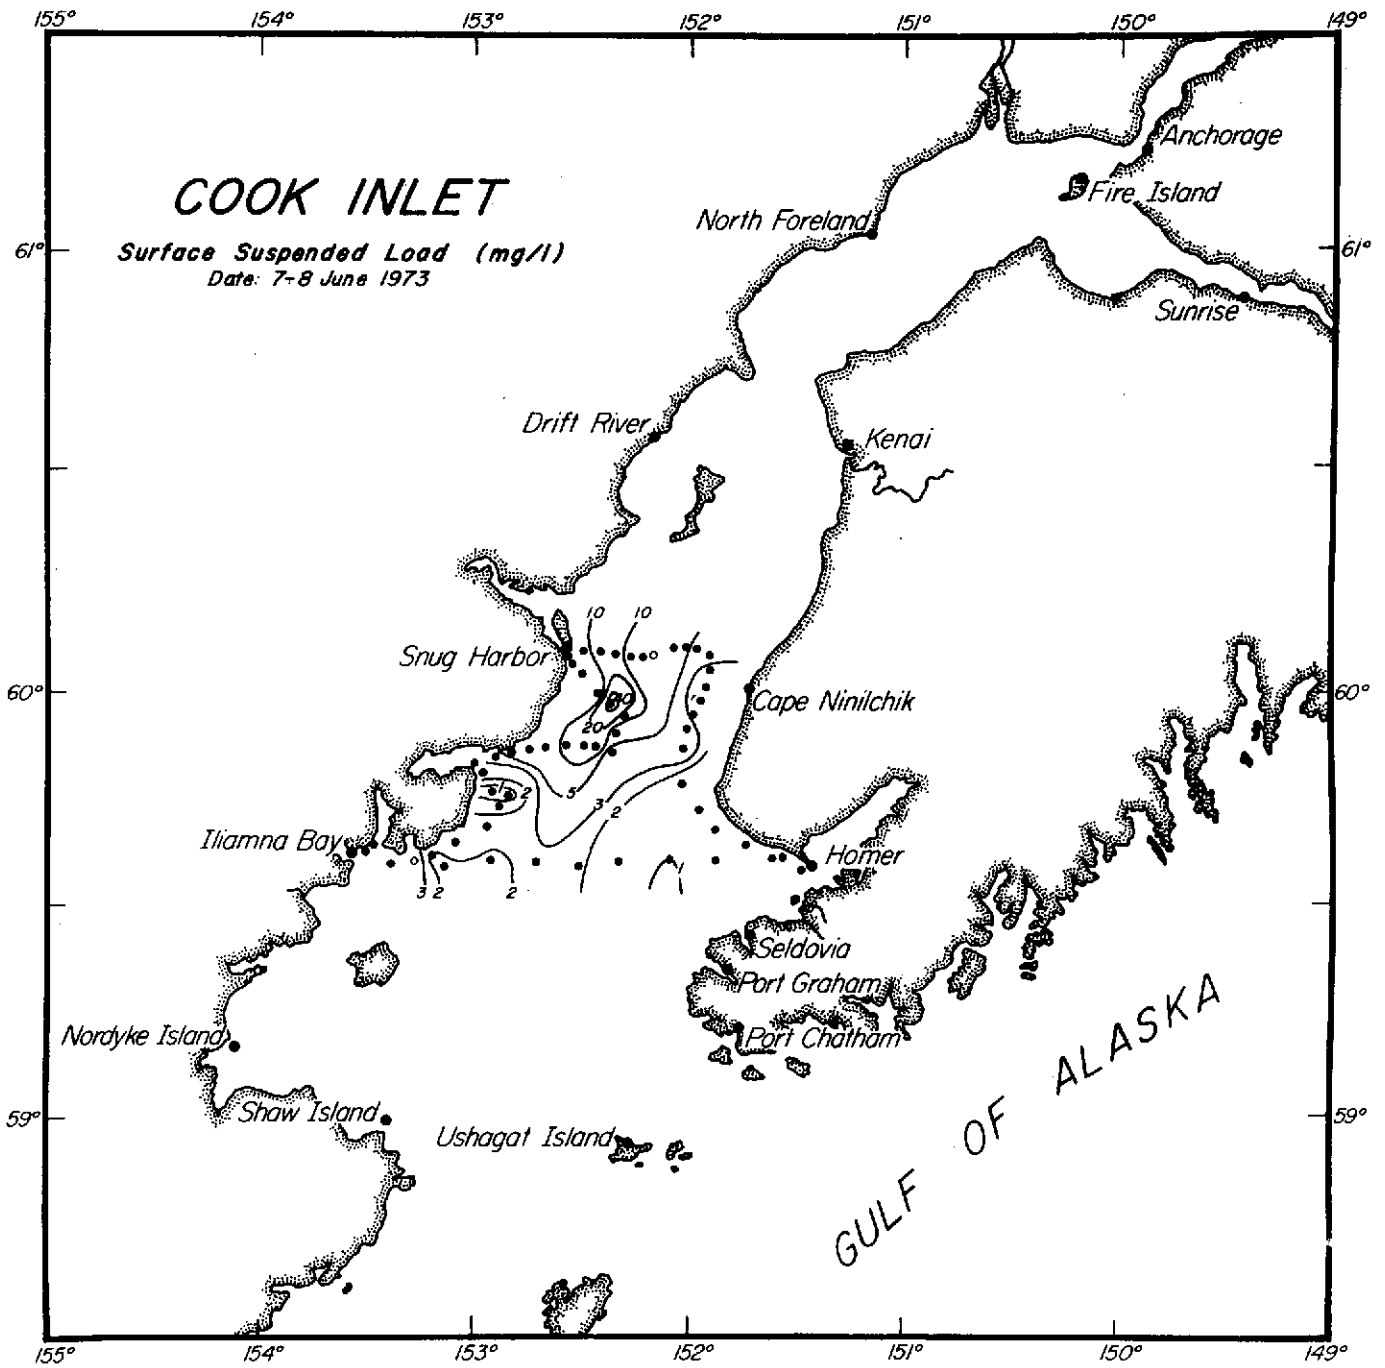 155° 154° 153° 152° 151° 150° 149°
Anchorage
COOK INLET
Fire Island
North Foreland
Surface Suspended Load (mg/l)
61° 61°
Date: 7-8 June 1973
Sunrise
Drift River
Kenai
10 10
Snug Harbor
60° 60°
Cape Ninilchik
20
2 5 3 2
Iliamna Bay
Homer
3 2 2
Seldovia
Port Graham
Nordyke Island
Port Chatham
GULF OF ALASKA
59° 59°
Shaw Island
Ushagat Island
155° 154° 153° 152° 151° 150° 149°